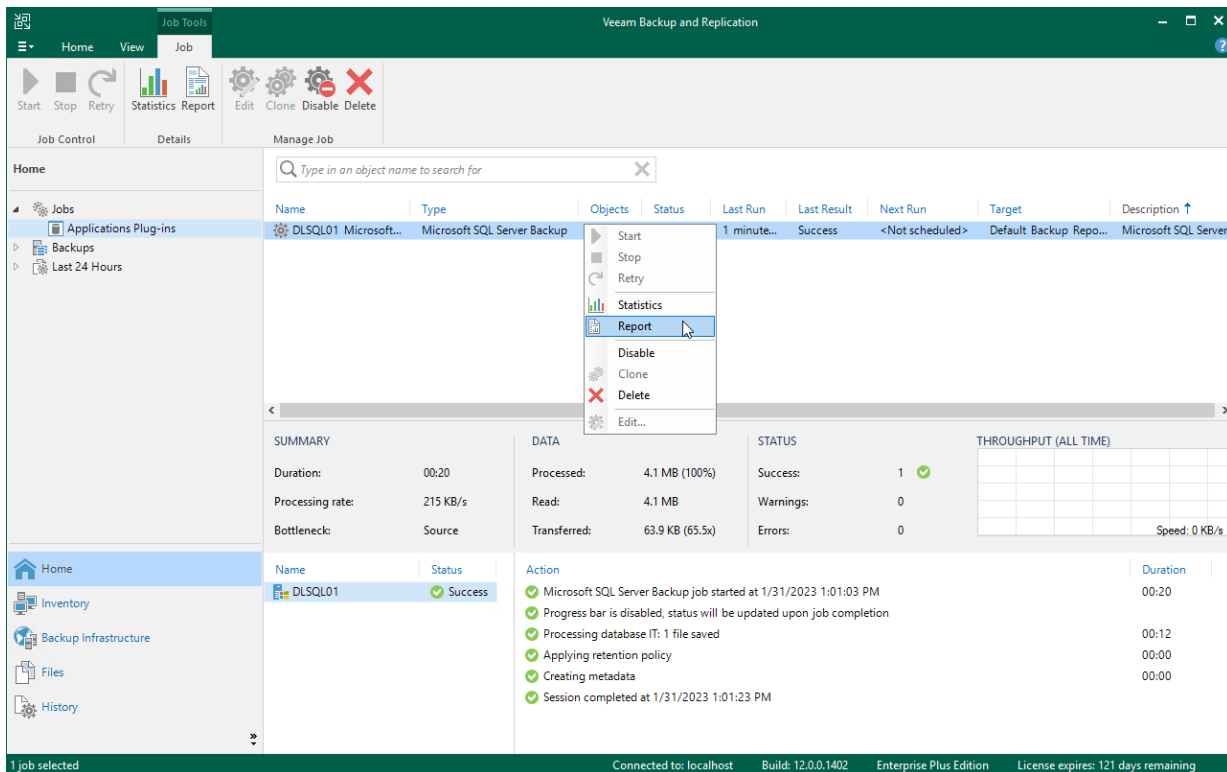 Job Tools
Veeam Backup and Replication
Home View Job
Start Stop Retry Statistics Report Edit Clone Disable Delete
Job Control Details Manage Job
Home
Type in an object name to search for
Jobs
Applications Plug-ins
Backups
Last 24 Hours
Name Type Objects Status Last Run Last Result Next Run Target Description
DLSQL01 Microsoft... Microsoft SQL Server Backup 1 minute... Success <Not scheduled> Default Backup Repo... Microsoft SQL Server
Start
Stop
Retry
Statistics
Report
Disable
Clone
Delete
Edit...
SUMMARY DATA STATUS THROUGHPUT (ALL TIME)
Duration: 00:20 Processed: 4.1 MB (100%) Success: 1
Processing rate: 215 KB/s Read: 4.1 MB Warnings: 0
Bottleneck: Source Transferred: 63.9 KB (65.5x) Errors: 0 Speed: 0 KB/s
Home
Inventory
Backup Infrastructure
Files
History
Name Status Action Duration
DLSQL01 Success Microsoft SQL Server Backup job started at 1/31/2023 1:01:03 PM 00:20
Progress bar is disabled, status will be updated upon job completion
Processing database IT: 1 file saved 00:12
Applying retention policy 00:00
Creating metadata 00:00
Session completed at 1/31/2023 1:01:23 PM
1 job selected Connected to: localhost Build: 12.0.0.1402 Enterprise Plus Edition License expires: 121 days remaining